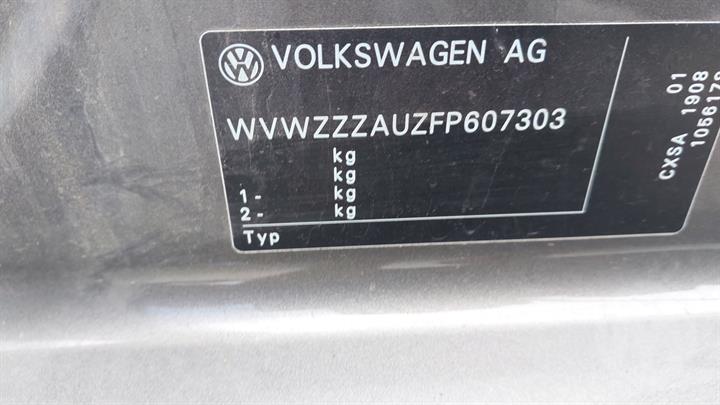 VOLKSWAGEN AG
WVWZZZAUZFP607303
kg
kg
1- kg
2- kg
Typ
01
CXSA 1908